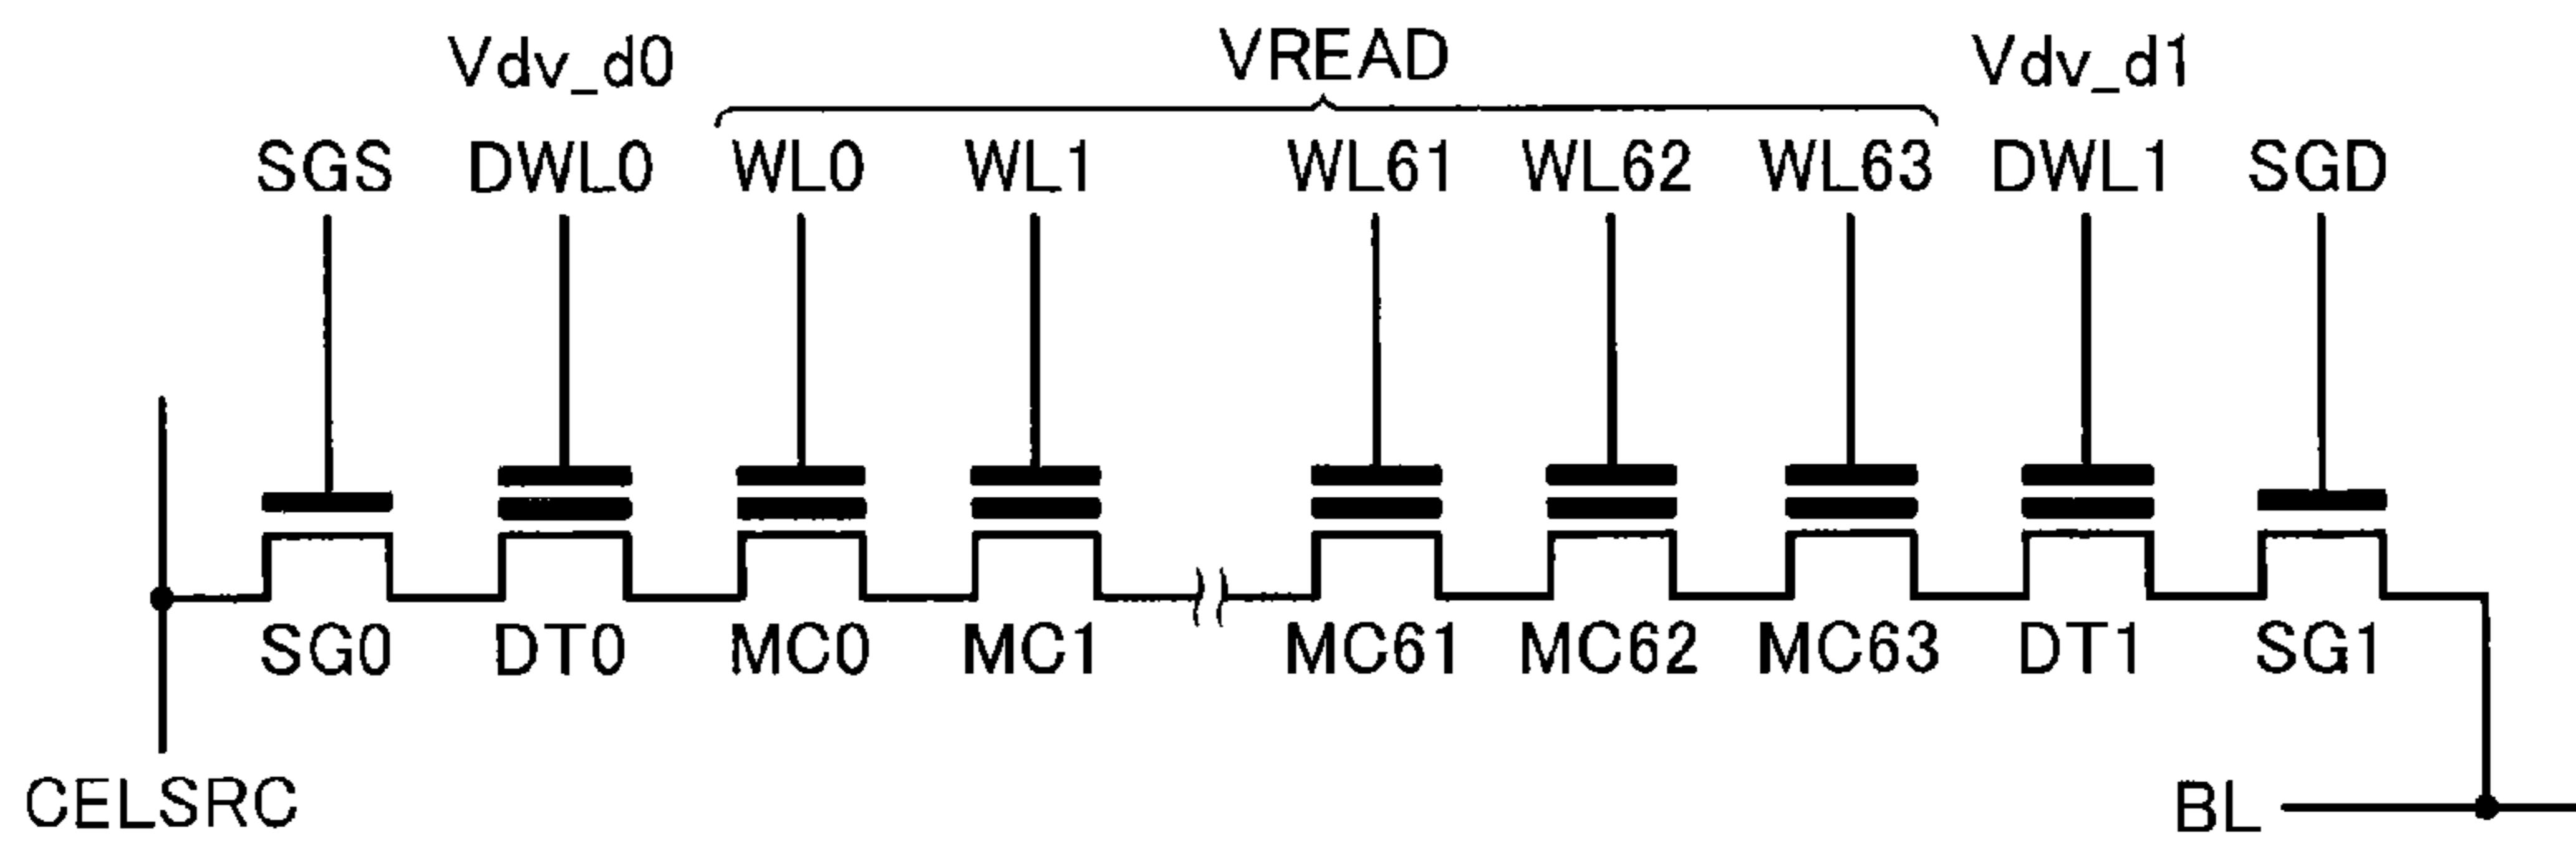 Vdv_d0 VREAD Vdv_d1
SGS DWL0 WL0 WL1 WL61 WL62 WL63 DWL1 SGD
SG0 DT0 MC0 MC1 MC61 MC62 MC63 DT1 SG1
CELSRC BL